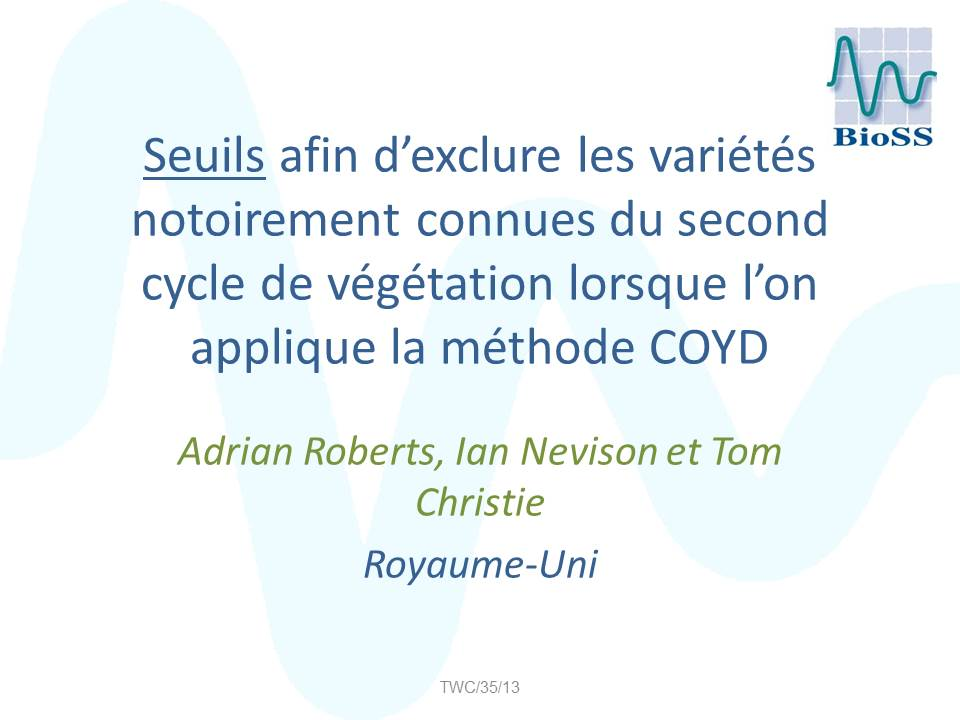 BioSS
Seuils afin d’exclure les variétés
notoirement connues du second
cycle de végétation lorsque l’on
applique la méthode COYD
Adrian Roberts, Ian Nevison et Tom
Christie
Royaume-Uni
TWC/35/13